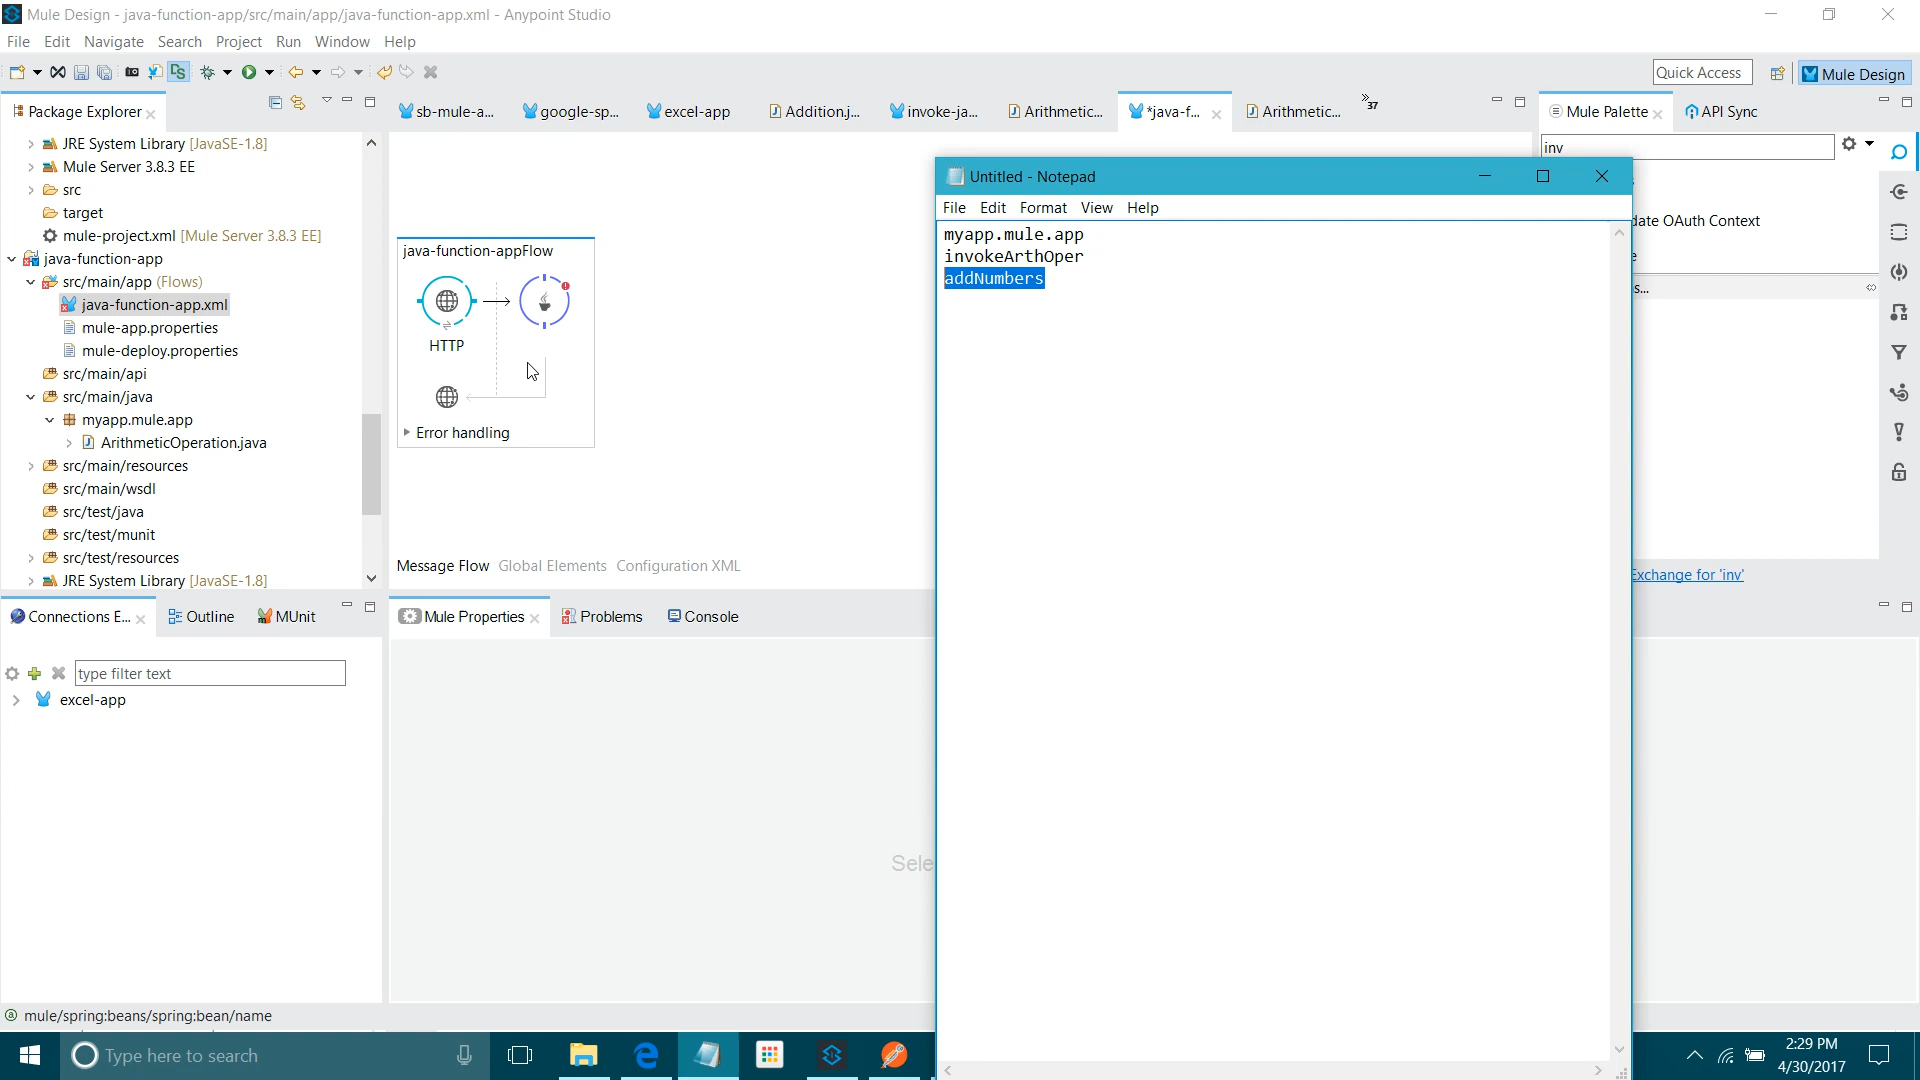 Mule Design - java-function-app/src/main/app/java-function-app.xml - Anypoint Studio
File Edit Navigate Search Project Run Window Help
Quick Access
Mule Design
Package Explorer
sb-mule-a...
google-sp...
excel-app
Addition.j...
invoke-ja...
Arithmetic...
*java-f...
Arithmetic...
37
Mule Palette
API Sync
JRE System Library [JavaSE-1.8]
Mule Server 3.8.3 EE
src
target
mule-project.xml [Mule Server 3.8.3 EE]
java-function-app
src/main/app (Flows)
java-function-app.xml
mule-app.properties
mule-deploy.properties
src/main/api
src/main/java
myapp.mule.app
ArithmeticOperation.java
src/main/resources
src/main/wsdl
src/test/java
src/test/munit
src/test/resources
JRE System Library [JavaSE-1.8]
java-function-appFlow
HTTP
Error handling
Message Flow Global Elements Configuration XML
Untitled - Notepad
File Edit Format View Help
myapp.mule.app
invokeArthOper
addNumbers
inv
date OAuth Context
e
s...
Exchange for 'inv'
Connections E...
Outline
MUnit
type filter text
excel-app
Mule Properties
Problems
Console
Sele
mule/spring:beans/spring:bean/name
Type here to search
2:29 PM
4/30/2017